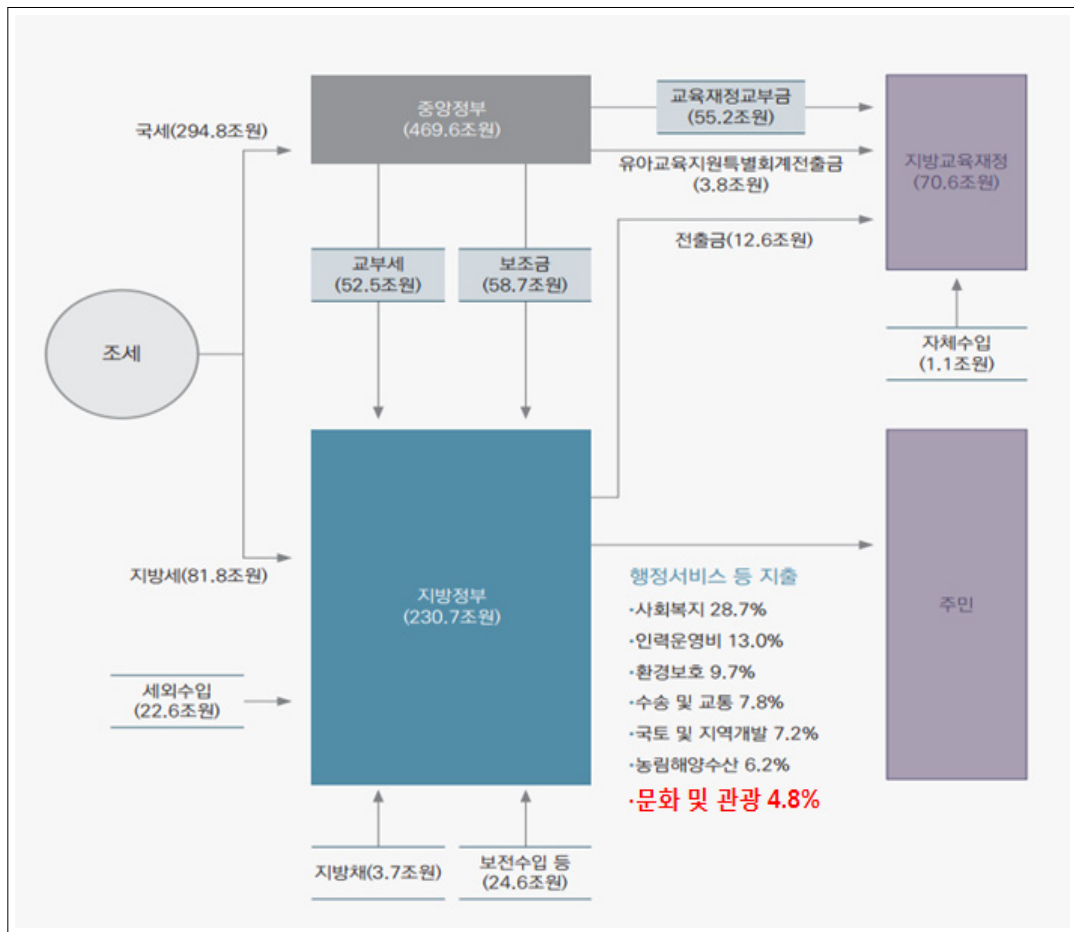 중앙정부
(469.6조원)
교육재정교부금
(55.2조원)
국세(294.8조원)
유아교육지원특별회계전출금
(3.8조원)
지방교육재정
(70.6조원)
전출금(12.6조원)
교부세
(52.5조원)
보조금
(58.7조원)
조세
자체수입
(1.1조원)
지방세(81.8조원)
지방정부
(230.7조원)
행정서비스 등 지출
·사회복지 28.7%
·인력운영비 13.0%
·환경보호 9.7%
·수송 및 교통 7.8%
·국토 및 지역개발 7.2%
·농림해양수산 6.2%
·문화 및 관광 4.8%
주민
세외수입
(22.6조원)
지방채(3.7조원)
보전수입 등
(24.6조원)